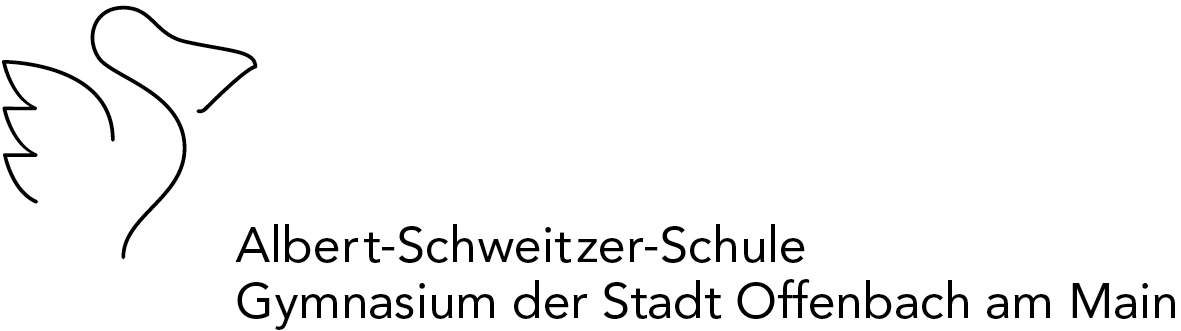 Albert-Schweitzer-Schule
Gymnasium der Stadt Offenbach am Main